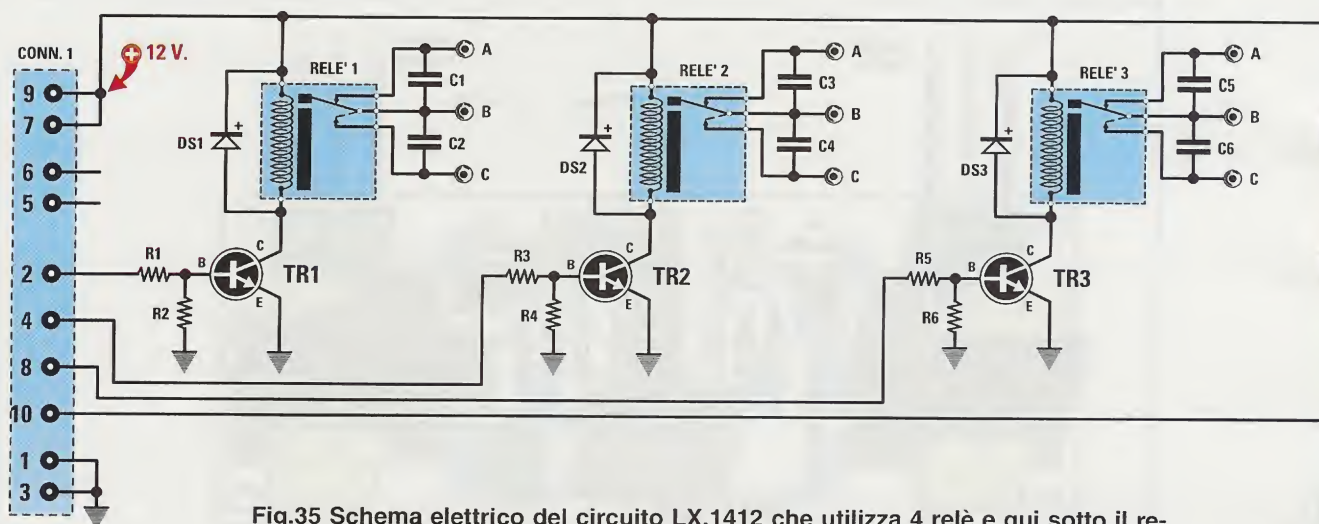 CONN. 1
+ 12 V.
9
7
6
5
2
4
8
10
1
3
DS1
+
RELE' 1
C1
C2
A
B
C
R1
R2
B
C
E
TR1
DS2
+
RELE' 2
C3
C4
A
B
C
R3
R4
B
C
E
TR2
DS3
+
RELE' 3
C5
C6
A
B
C
R5
R6
B
C
E
TR3
Fig.35 Schema elettrico del circuito LX.1412 che utilizza 4 relè e qui sotto il re-